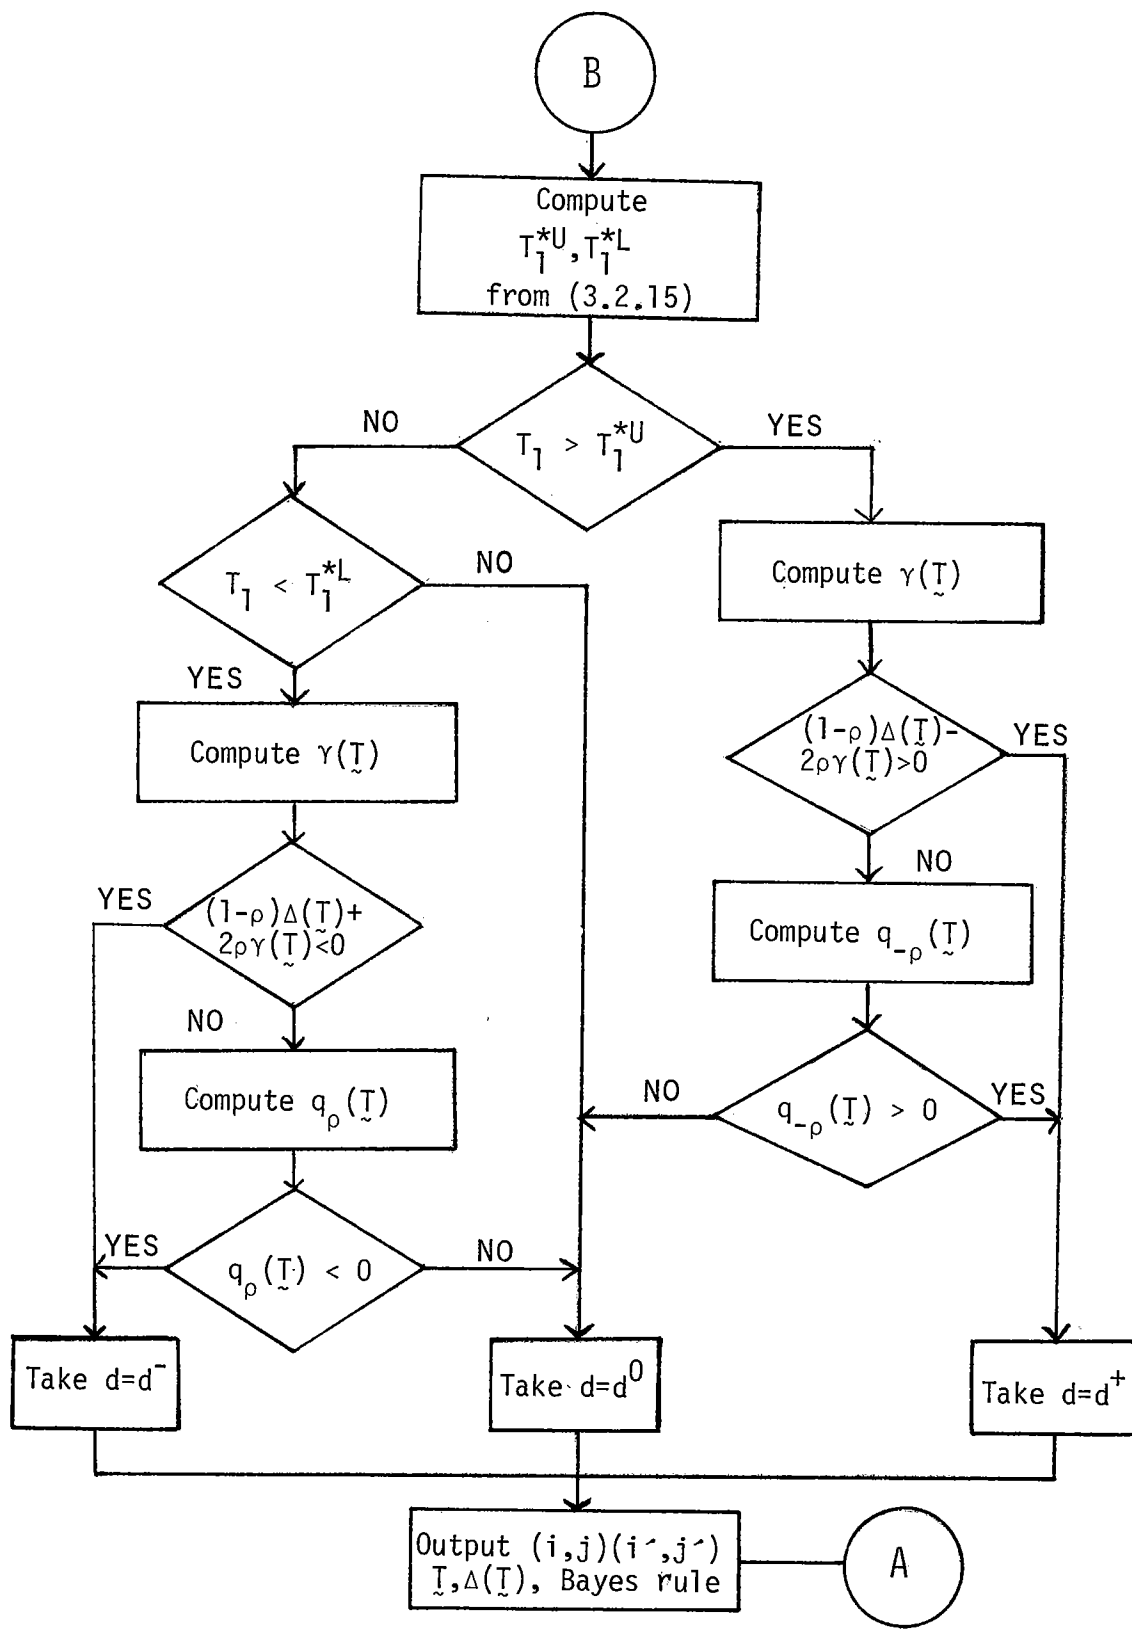 B
Compute
T₁*ᵁ,T₁*ᴸ
from (3.2.15)
NO
T₁ > T₁*ᵁ
YES
T₁ < T₁*ᴸ
NO
Compute γ(T̰)
YES
Compute γ(T̰)
(1-ρ)Δ(T̰)-
2ργ(T̰)>0
YES
NO
YES
(1-ρ)Δ(T̰)+
2ργ(T̰)<0
Compute q₋ᵨ(T̰)
NO
Compute qᵨ(T̰)
NO
q₋ᵨ(T̰) > 0
YES
YES
qᵨ(T̰) < 0
NO
Take d=d⁻
Take d=d⁰
Take d=d⁺
Output (i,j)(i′,j′)
T̰,Δ(T̰), Bayes rule
A